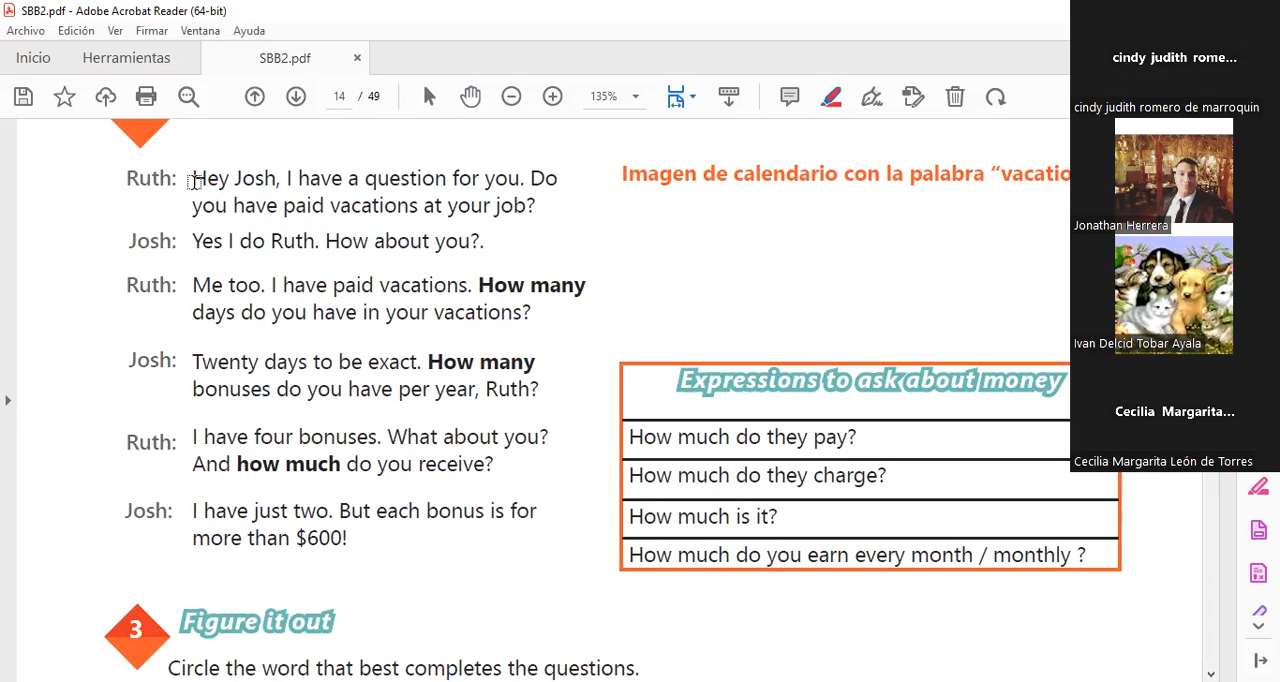 SBB2.pdf - Adobe Acrobat Reader (64-bit)
Archivo Edición Ver Firmar Ventana Ayuda
Inicio Herramientas SBB2.pdf ×
14 / 49 135%
Ruth: Hey Josh, I have a question for you. Do
you have paid vacations at your job?
Josh: Yes I do Ruth. How about you?.
Ruth: Me too. I have paid vacations. How many
days do you have in your vacations?
Josh: Twenty days to be exact. How many
bonuses do you have per year, Ruth?
Ruth: I have four bonuses. What about you?
And how much do you receive?
Josh: I have just two. But each bonus is for
more than $600!
Imagen de calendario con la palabra “vacatio
Expressions to ask about money
How much do they pay?
How much do they charge?
How much is it?
How much do you earn every month / monthly ?
3 Figure it out
Circle the word that best completes the questions.
cindy judith rome...
cindy judith romero de marroquin
Jonathan Herrera
Ivan Delcid Tobar Ayala
Cecilia Margarita...
Cecilia Margarita León de Torres